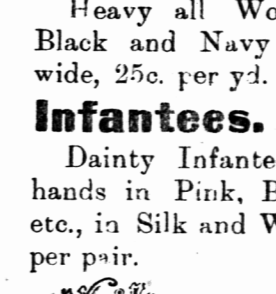 Heavy all Wo
Black and Navy
wide, 25c. per yd.
Infantees.
Dainty Infante
hands in Pink, B
etc., in Silk and W
per pair.